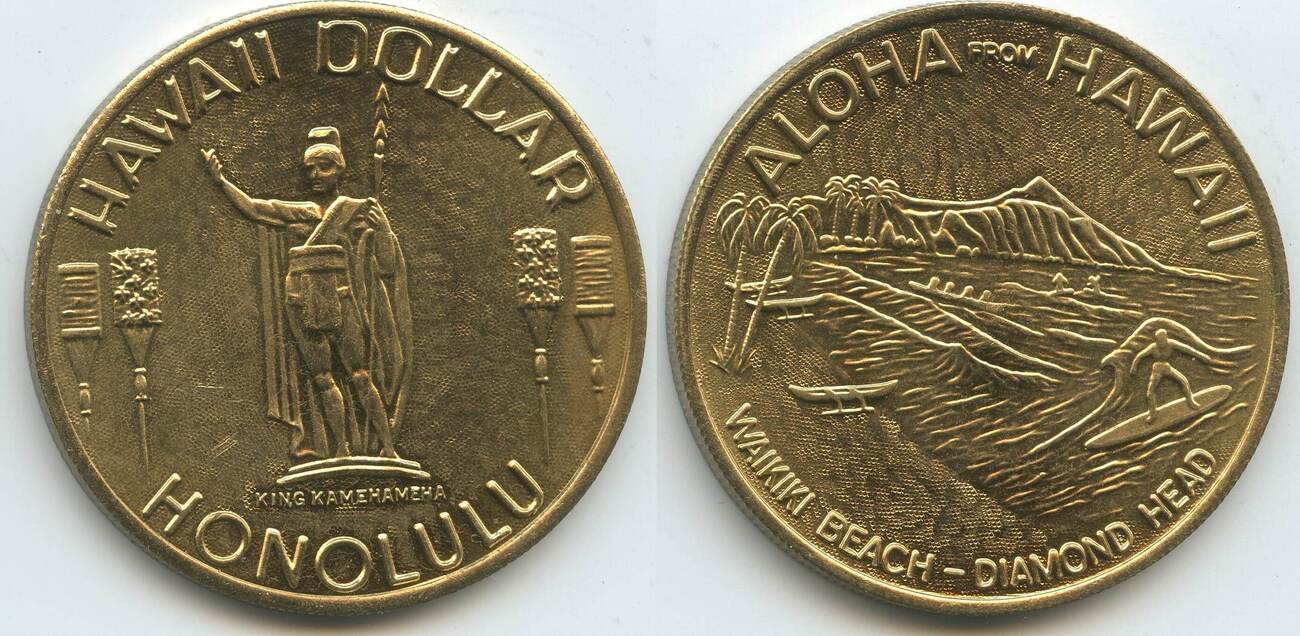 HAWAII DOLLAR
KING KAMEHAMEHA
HONOLULU
ALOHA FROM HAWAII
WAIKIKI BEACH - DIAMOND HEAD